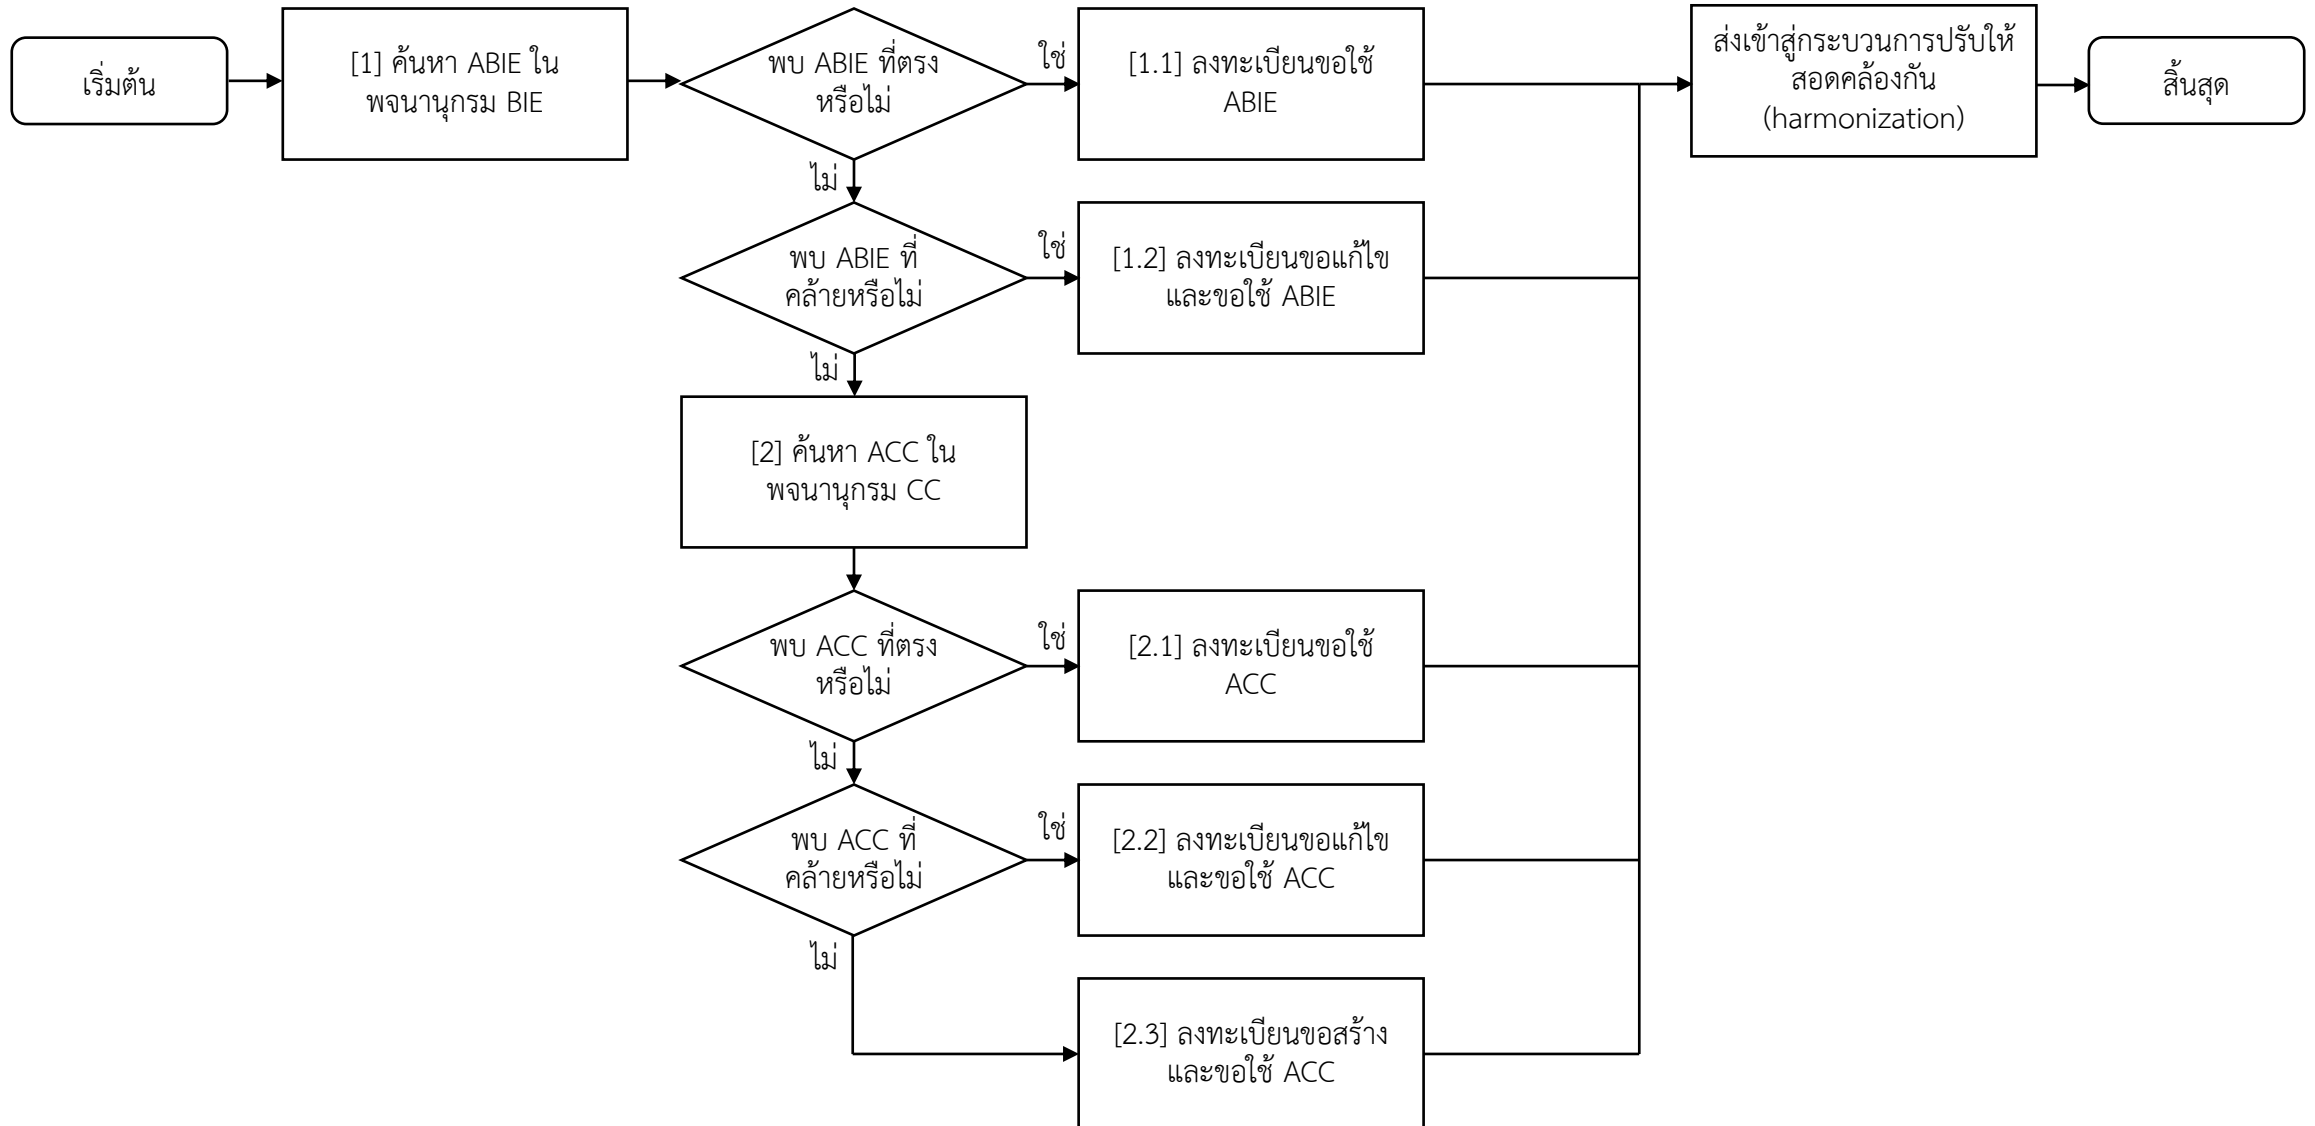 เริ่มต้น
[1] ค้นหา ABIE ใน
พจนานุกรม BIE
พบ ABIE ที่ตรง
หรือไม่
ใช่
[1.1] ลงทะเบียนขอใช้
ABIE
ส่งเข้าสู่กระบวนการปรับให้
สอดคล้องกัน
(harmonization)
สิ้นสุด
ไม่
พบ ABIE ที่
คล้ายหรือไม่
ใช่
[1.2] ลงทะเบียนขอแก้ไข
และขอใช้ ABIE
ไม่
[2] ค้นหา ACC ใน
พจนานุกรม CC
พบ ACC ที่ตรง
หรือไม่
ใช่
[2.1] ลงทะเบียนขอใช้
ACC
ไม่
พบ ACC ที่
คล้ายหรือไม่
ใช่
[2.2] ลงทะเบียนขอแก้ไข
และขอใช้ ACC
ไม่
[2.3] ลงทะเบียนขอสร้าง
และขอใช้ ACC